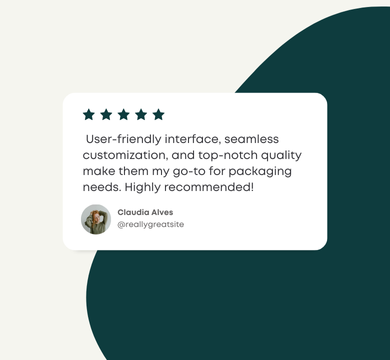 User-friendly interface, seamless
customization, and top-notch quality
make them my go-to for packaging
needs. Highly recommended!
Claudia Alves
@reallygreatsite